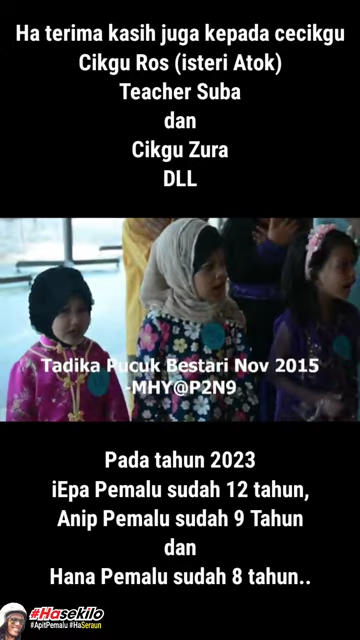 Ha terima kasih juga kepada cecikgu
Cikgu Ros (isteri Atok)
Teacher Suba
dan
Cikgu Zura
DLL
Tadika Pucuk Bestari Nov 2015
-MHY@P2N9
Pada tahun 2023
iEpa Pemalu sudah 12 tahun,
Anip Pemalu sudah 9 Tahun
dan
Hana Pemalu sudah 8 tahun..
#Hasekilo
#ApitPemalu #HaSeraun